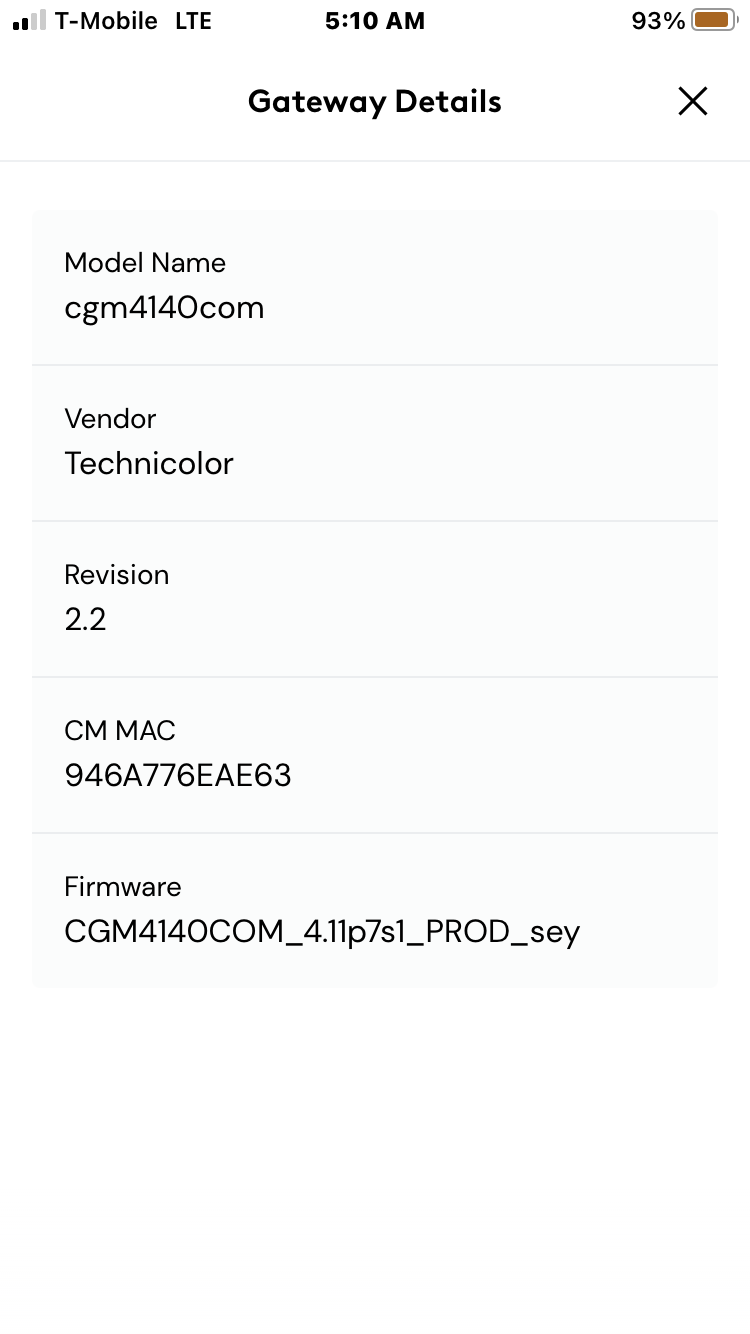 T-Mobile LTE 5:10 AM 93%
Gateway Details
Model Name
cgm4140com
Vendor
Technicolor
Revision
2.2
CM MAC
946A776EAE63
Firmware
CGM4140COM_4.11p7s1_PROD_sey